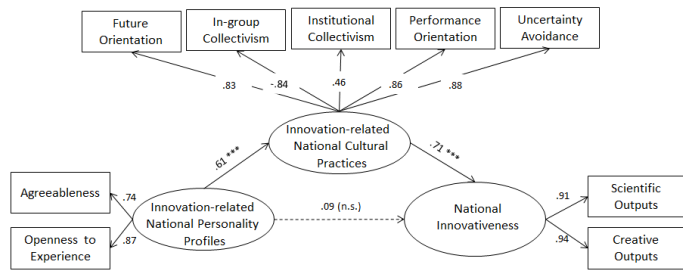 Future
Orientation
In-group
Collectivism
Institutional
Collectivism
Performance
Orientation
Uncertainty
Avoidance
.83
-.84
.46
.86
.88
Innovation-related
National Cultural
Practices
.61 ***
.71 ***
Agreeableness
.74
Openness to
Experience
.87
Innovation-related
National Personality
Profiles
.09 (n.s.)
National
Innovativeness
.91
Scientific
Outputs
.94
Creative
Outputs